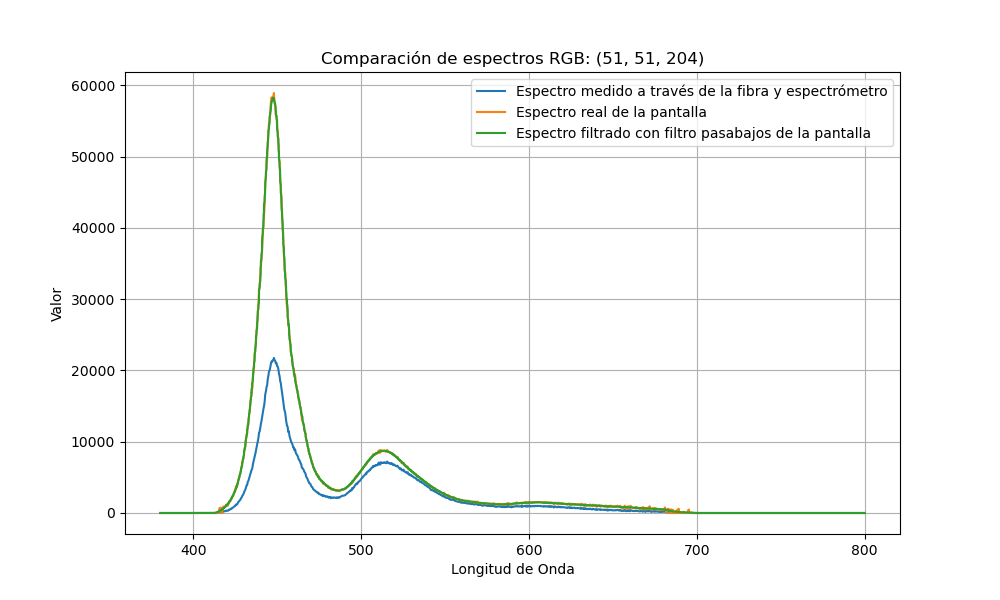 Comparación de espectros RGB: (51, 51, 204)
Espectro medido a través de la fibra y espectrómetro
Espectro real de la pantalla
Espectro filtrado con filtro pasabajos de la pantalla
Valor
60000
50000
40000
30000
20000
10000
0
400 500 600 700 800
Longitud de Onda